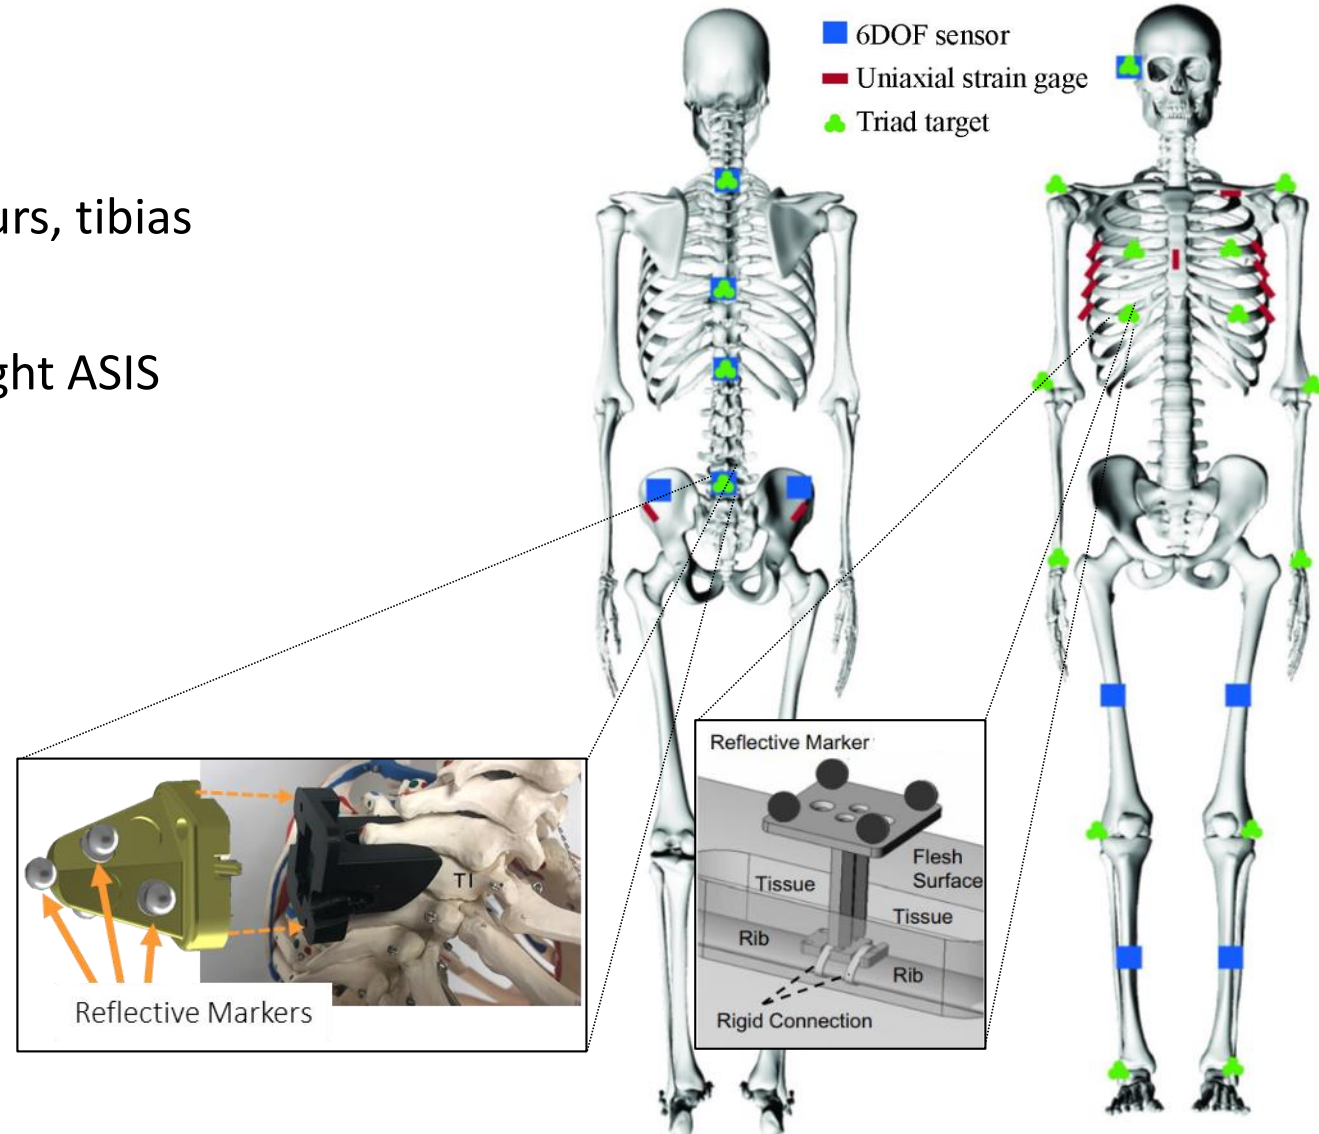 urs, tibias
ght ASIS
6DOF sensor
Uniaxial strain gage
Triad target
TI
Reflective Markers
Reflective Marker
Flesh
Surface
Tissue
Tissue
Rib
Rib
Rigid Connection